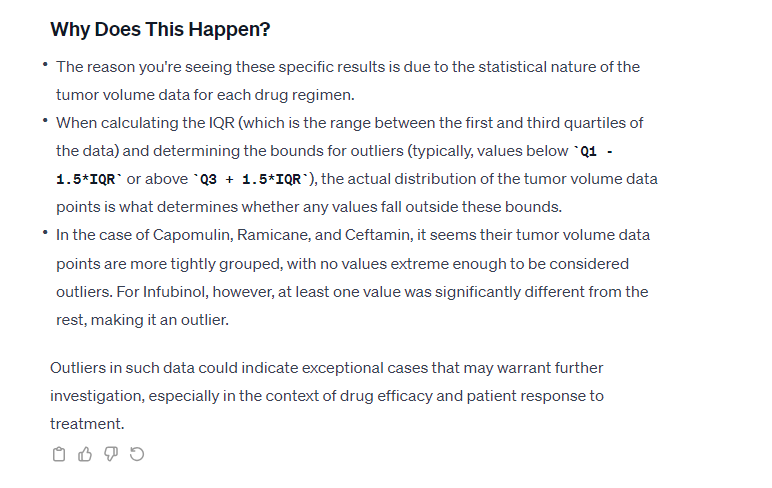 Why Does This Happen?
• The reason you're seeing these specific results is due to the statistical nature of the
tumor volume data for each drug regimen.
• When calculating the IQR (which is the range between the first and third quartiles of
the data) and determining the bounds for outliers (typically, values below `Q1 -
1.5*IQR` or above `Q3 + 1.5*IQR`), the actual distribution of the tumor volume data
points is what determines whether any values fall outside these bounds.
• In the case of Capomulin, Ramicane, and Ceftamin, it seems their tumor volume data
points are more tightly grouped, with no values extreme enough to be considered
outliers. For Infubinol, however, at least one value was significantly different from the
rest, making it an outlier.
Outliers in such data could indicate exceptional cases that may warrant further
investigation, especially in the context of drug efficacy and patient response to
treatment.